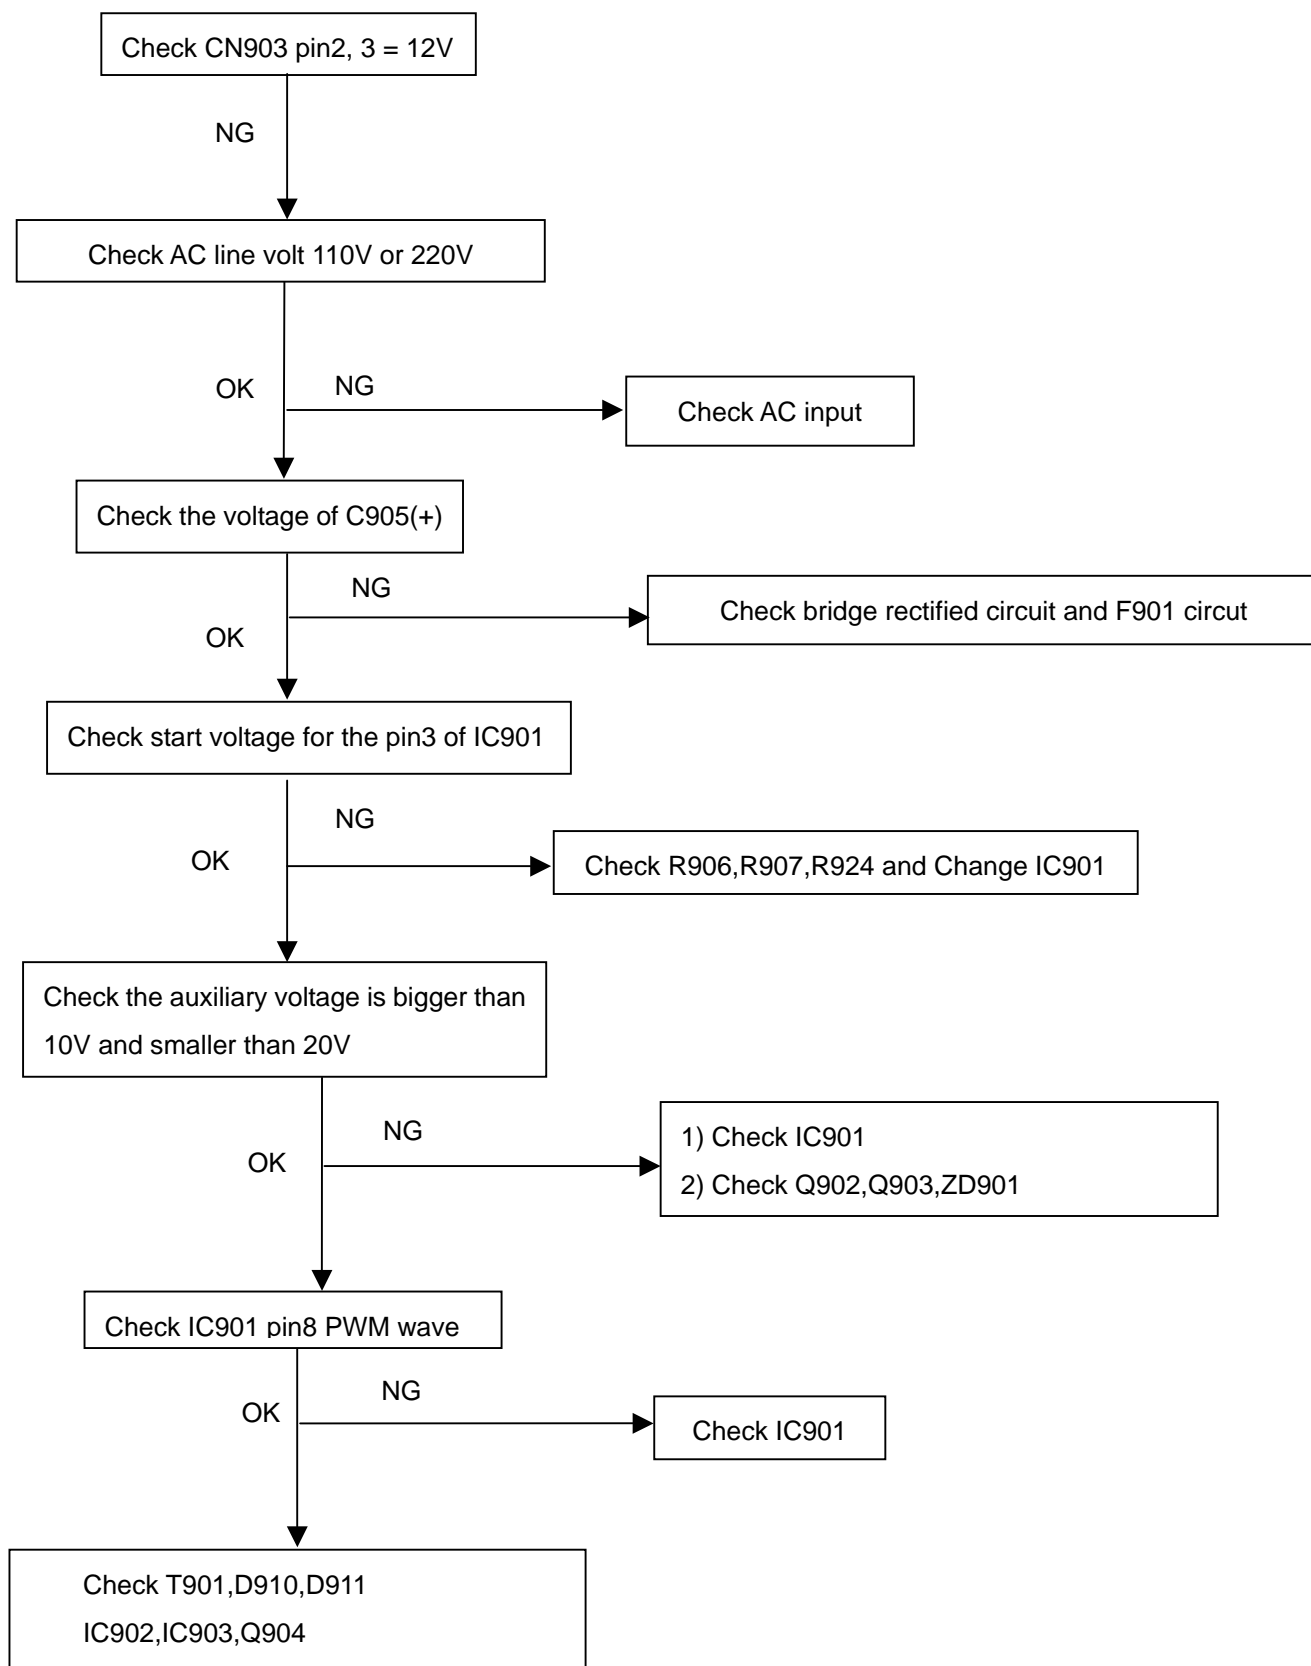 Check CN903 pin2, 3 = 12V
NG
Check AC line volt 110V or 220V
OK
NG
Check AC input
Check the voltage of C905(+)
NG
Check bridge rectified circuit and F901 circut
OK
Check start voltage for the pin3 of IC901
NG
OK
Check R906,R907,R924 and Change IC901
Check the auxiliary voltage is bigger than
10V and smaller than 20V
NG
OK
1) Check IC901
2) Check Q902,Q903,ZD901
Check IC901 pin8 PWM wave
NG
OK
Check IC901
Check T901,D910,D911
IC902,IC903,Q904